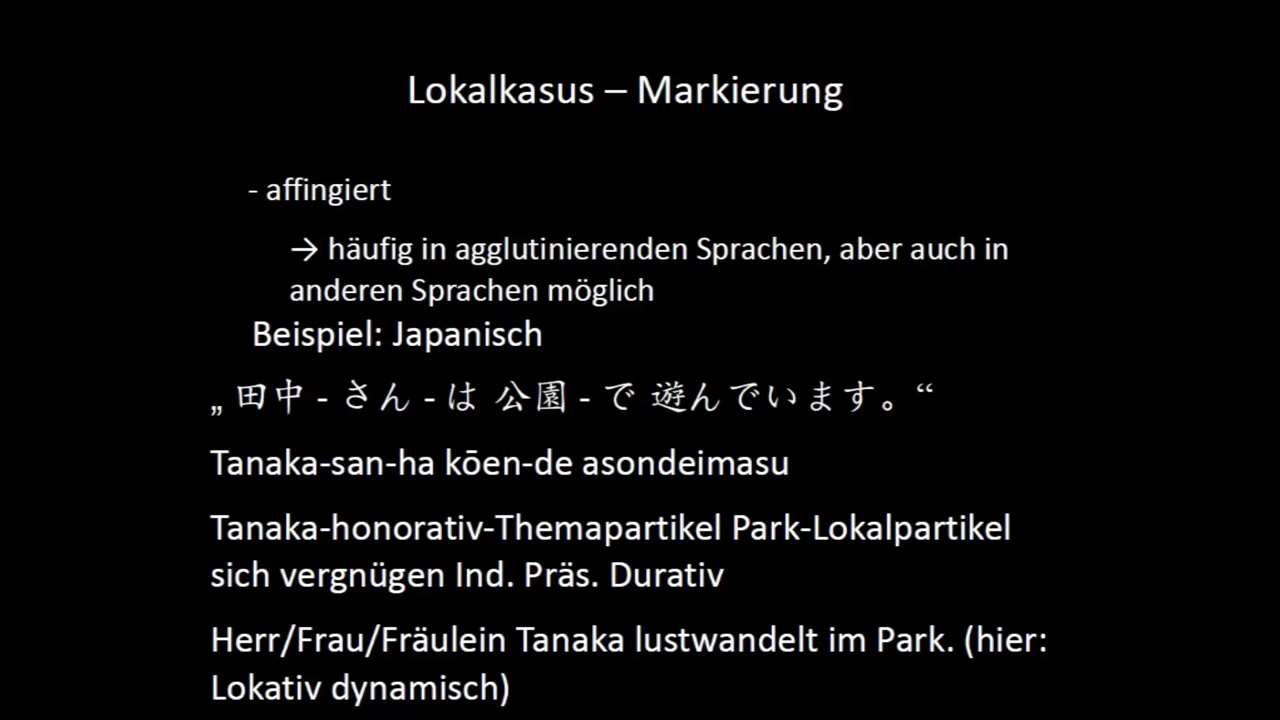 Lokalkasus – Markierung
- affingiert
→ häufig in agglutinierenden Sprachen, aber auch in
anderen Sprachen möglich
Beispiel: Japanisch
„ 田中 - さん - は 公園 - で 遊んでいます。“
Tanaka-san-ha kōen-de asondeimasu
Tanaka-honorativ-Themapartikel Park-Lokalpartikel
sich vergnügen Ind. Präs. Durativ
Herr/Frau/Fräulein Tanaka lustwandelt im Park. (hier:
Lokativ dynamisch)